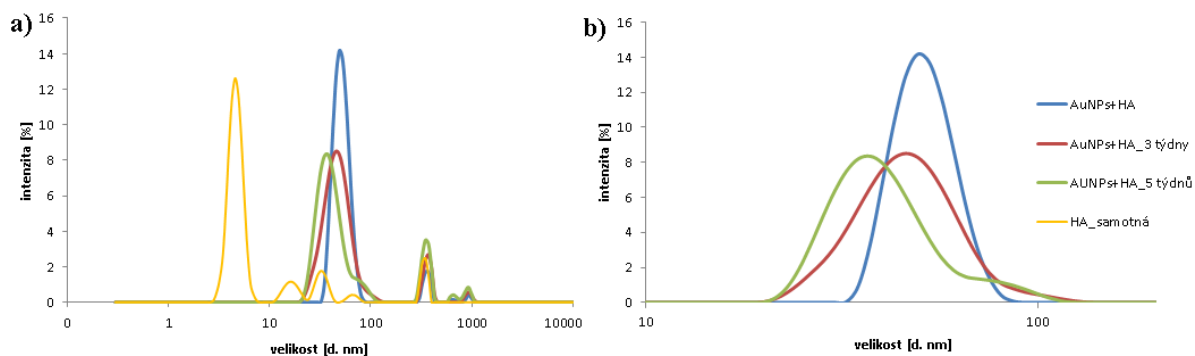 a)
16
14
12
10
8
6
4
2
0
intenzita [%]
0 1 10 100 1000 10000
velikost [d. nm]
b)
16
14
12
10
8
6
4
2
0
intenzita [%]
10 100
velikost [d. nm]
AuNPs+HA
AuNPs+HA_3 týdny
AUNPs+HA_5 týdnů
HA_samotná